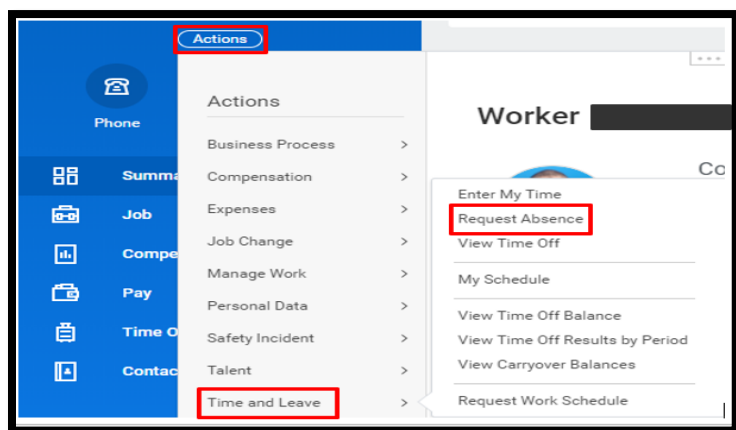 Actions
Phone
Summa
Job
Compe
Pay
Time O
Contac
Actions
Business Process
Compensation
Expenses
Job Change
Manage Work
Personal Data
Safety Incident
Talent
Time and Leave
Worker
Co
Enter My Time
Request Absence
View Time Off
My Schedule
View Time Off Balance
View Time Off Results by Period
View Carryover Balances
Request Work Schedule